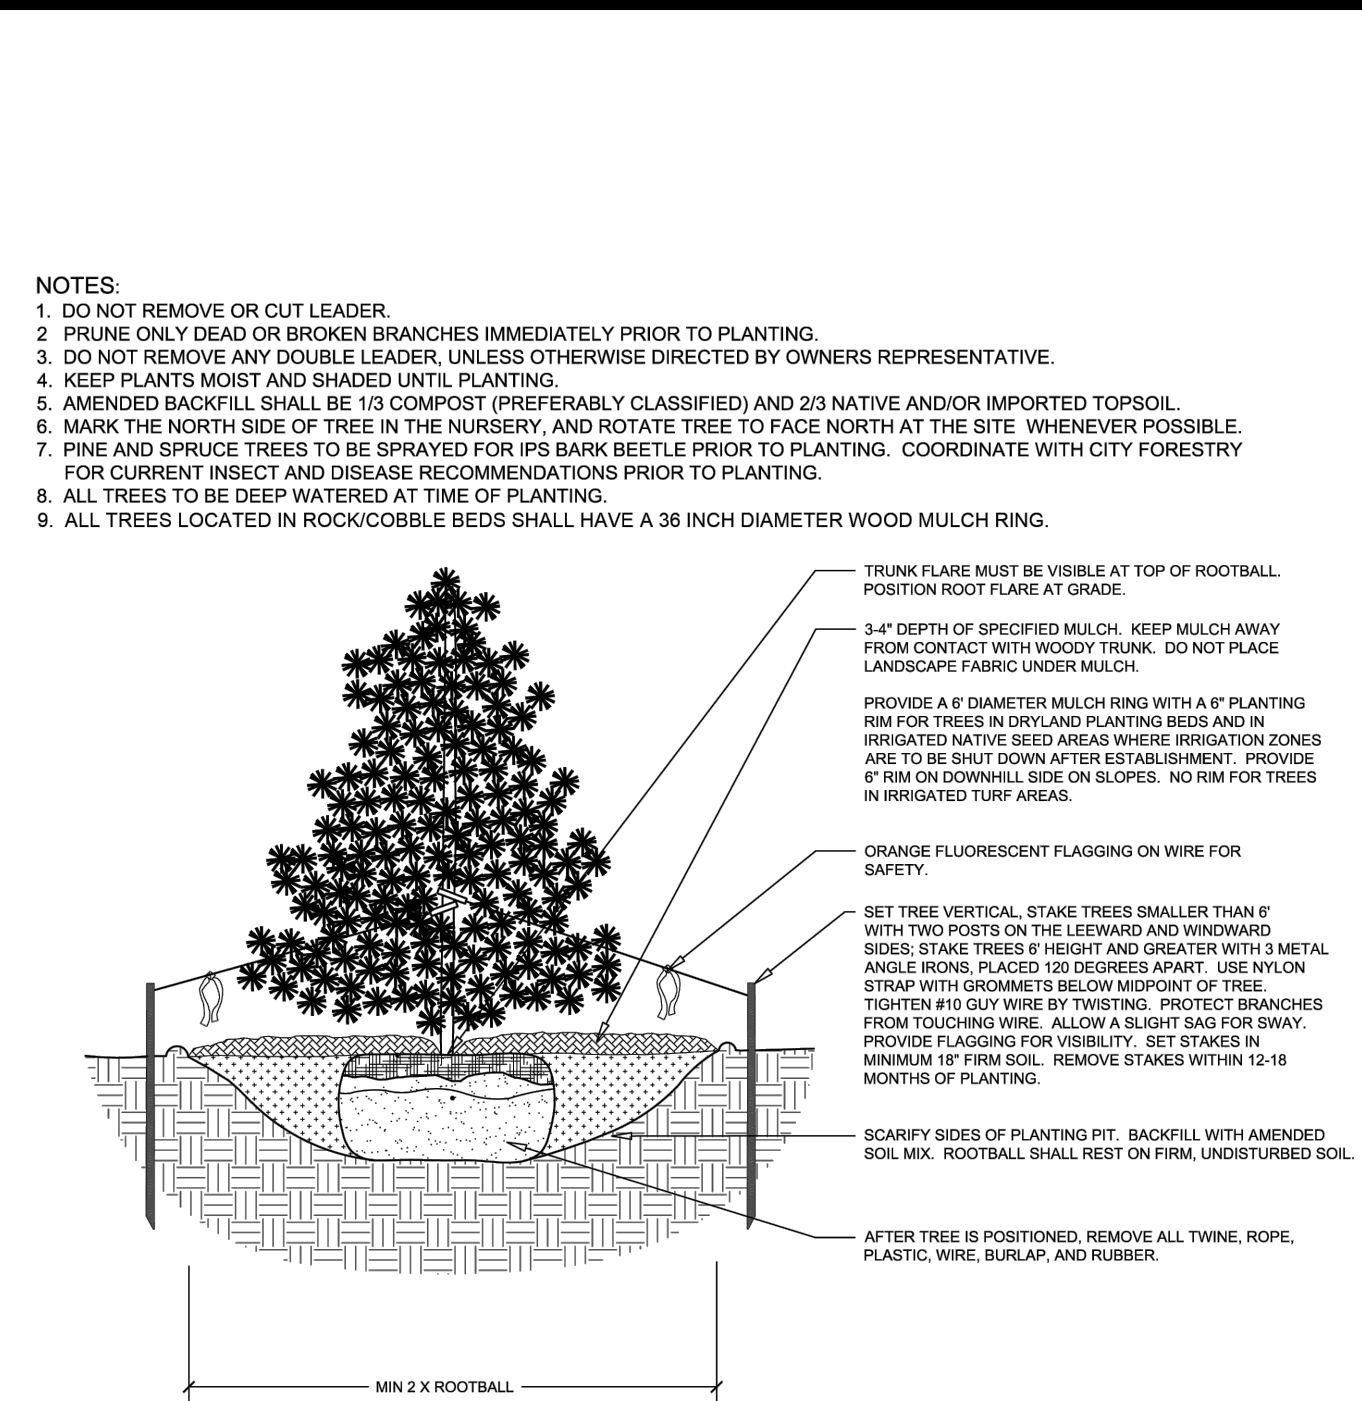 NOTES:
1. DO NOT REMOVE OR CUT LEADER.
2 PRUNE ONLY DEAD OR BROKEN BRANCHES IMMEDIATELY PRIOR TO PLANTING.
3. DO NOT REMOVE ANY DOUBLE LEADER, UNLESS OTHERWISE DIRECTED BY OWNERS REPRESENTATIVE.
4. KEEP PLANTS MOIST AND SHADED UNTIL PLANTING.
5. AMENDED BACKFILL SHALL BE 1/3 COMPOST (PREFERABLY CLASSIFIED) AND 2/3 NATIVE AND/OR IMPORTED TOPSOIL.
6. MARK THE NORTH SIDE OF TREE IN THE NURSERY, AND ROTATE TREE TO FACE NORTH AT THE SITE WHENEVER POSSIBLE.
7. PINE AND SPRUCE TREES TO BE SPRAYED FOR IPS BARK BEETLE PRIOR TO PLANTING. COORDINATE WITH CITY FORESTRY
FOR CURRENT INSECT AND DISEASE RECOMMENDATIONS PRIOR TO PLANTING.
8. ALL TREES TO BE DEEP WATERED AT TIME OF PLANTING.
9. ALL TREES LOCATED IN ROCK/COBBLE BEDS SHALL HAVE A 36 INCH DIAMETER WOOD MULCH RING.
TRUNK FLARE MUST BE VISIBLE AT TOP OF ROOTBALL.
POSITION ROOT FLARE AT GRADE.
3-4" DEPTH OF SPECIFIED MULCH. KEEP MULCH AWAY
FROM CONTACT WITH WOODY TRUNK. DO NOT PLACE
LANDSCAPE FABRIC UNDER MULCH.
PROVIDE A 6' DIAMETER MULCH RING WITH A 6" PLANTING
RIM FOR TREES IN DRYLAND PLANTING BEDS AND IN
IRRIGATED NATIVE SEED AREAS WHERE IRRIGATION ZONES
ARE TO BE SHUT DOWN AFTER ESTABLISHMENT. PROVIDE
6" RIM ON DOWNHILL SIDE ON SLOPES. NO RIM FOR TREES
IN IRRIGATED TURF AREAS.
ORANGE FLUORESCENT FLAGGING ON WIRE FOR
SAFETY.
SET TREE VERTICAL, STAKE TREES SMALLER THAN 6'
WITH TWO POSTS ON THE LEEWARD AND WINDWARD
SIDES; STAKE TREES 6' HEIGHT AND GREATER WITH 3 METAL
ANGLE IRONS, PLACED 120 DEGREES APART. USE NYLON
STRAP WITH GROMMETS BELOW MIDPOINT OF TREE.
TIGHTEN #10 GUY WIRE BY TWISTING. PROTECT BRANCHES
FROM TOUCHING WIRE. ALLOW A SLIGHT SAG FOR SWAY.
PROVIDE FLAGGING FOR VISIBILITY. SET STAKES IN
MINIMUM 18" FIRM SOIL. REMOVE STAKES WITHIN 12-18
MONTHS OF PLANTING.
SCARIFY SIDES OF PLANTING PIT. BACKFILL WITH AMENDED
SOIL MIX. ROOTBALL SHALL REST ON FIRM, UNDISTURBED SOIL.
AFTER TREE IS POSITIONED, REMOVE ALL TWINE, ROPE,
PLASTIC, WIRE, BURLAP, AND RUBBER.
MIN 2 X ROOTBALL